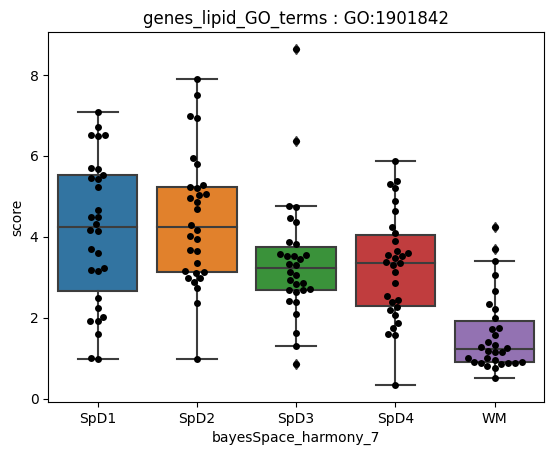 genes_lipid_GO_terms : GO:1901842
score
8
6
4
2
0
SpD1 SpD2 SpD3 SpD4 WM
bayesSpace_harmony_7